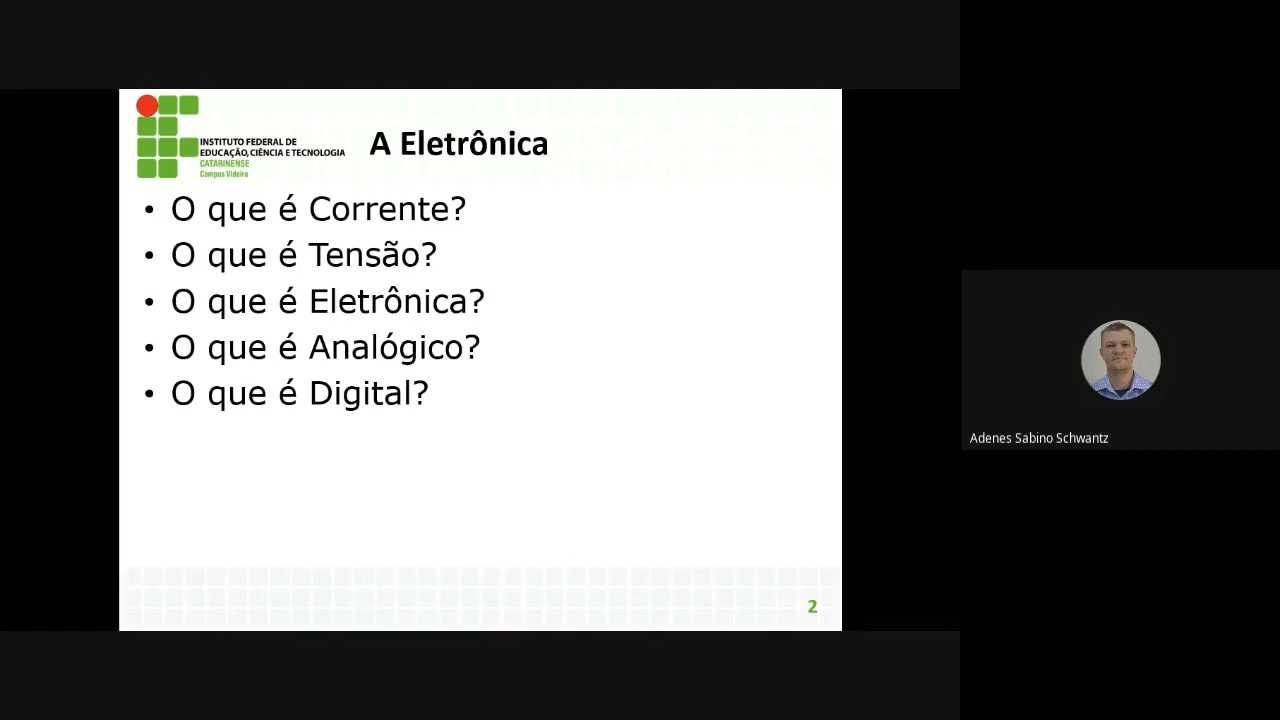 INSTITUTO FEDERAL DE
EDUCAÇÃO, CIÊNCIA E TECNOLOGIA
CATARINENSE
Campus Videira
A Eletrônica
• O que é Corrente?
• O que é Tensão?
• O que é Eletrônica?
• O que é Analógico?
• O que é Digital?
2
Adenes Sabino Schwantz